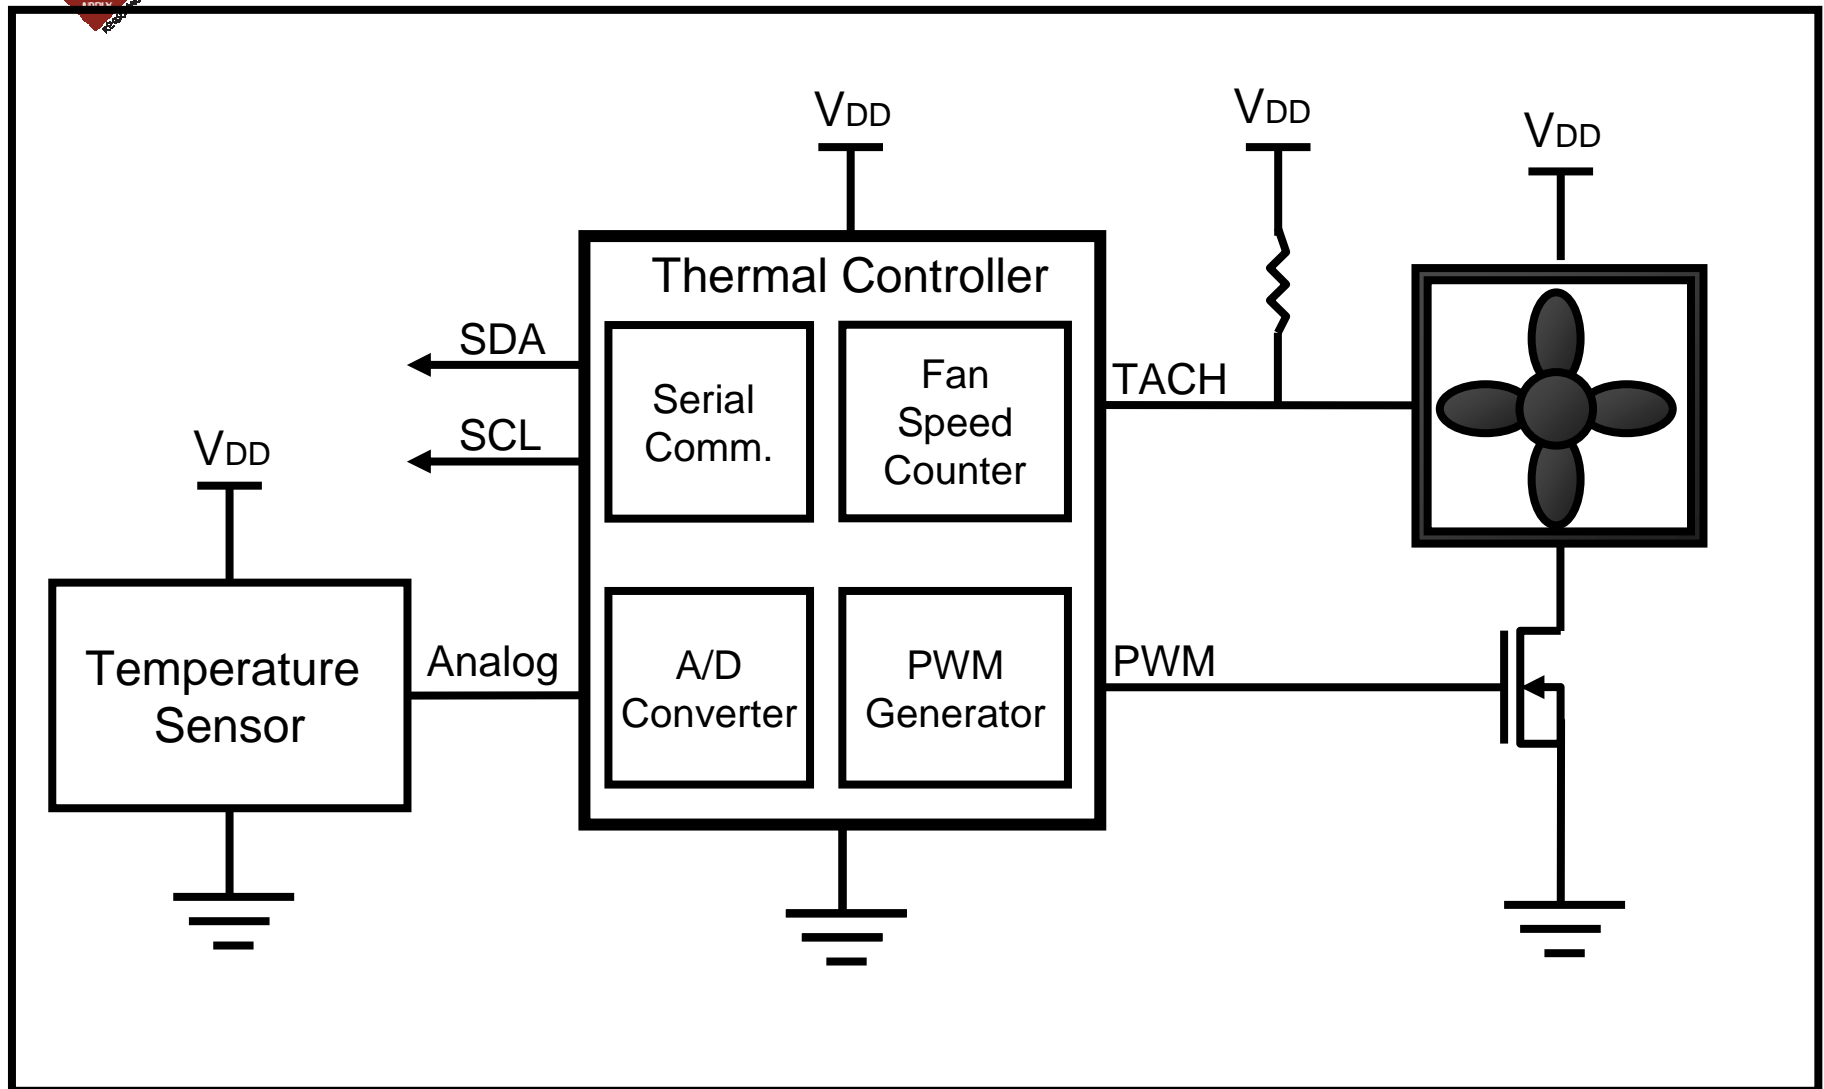 APPLY
VDD
VDD
VDD
Thermal Controller
SDA
Serial
Comm.
Fan
Speed
Counter
TACH
SCL
VDD
Temperature
Sensor
Analog
A/D
Converter
PWM
Generator
PWM